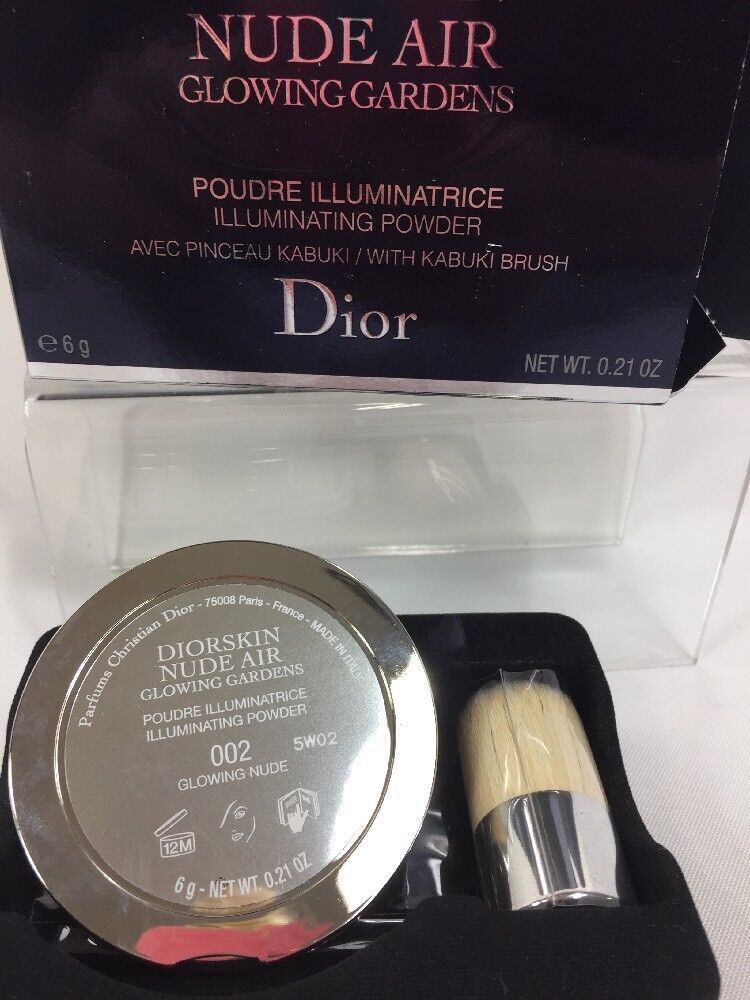 NUDE AIR
GLOWING GARDENS
POUDRE ILLUMINATRICE
ILLUMINATING POWDER
AVEC PINCEAU KABUKI / WITH KABUKI BRUSH
Dior
℮ 6 g
NET WT. 0.21 OZ
Parfums Christian Dior - 75008 Paris - France - MADE IN ITALY
DIORSKIN
NUDE AIR
GLOWING GARDENS
POUDRE ILLUMINATRICE
ILLUMINATING POWDER
002 5W02
GLOWING NUDE
12M
6 g - NET WT. 0.21 OZ